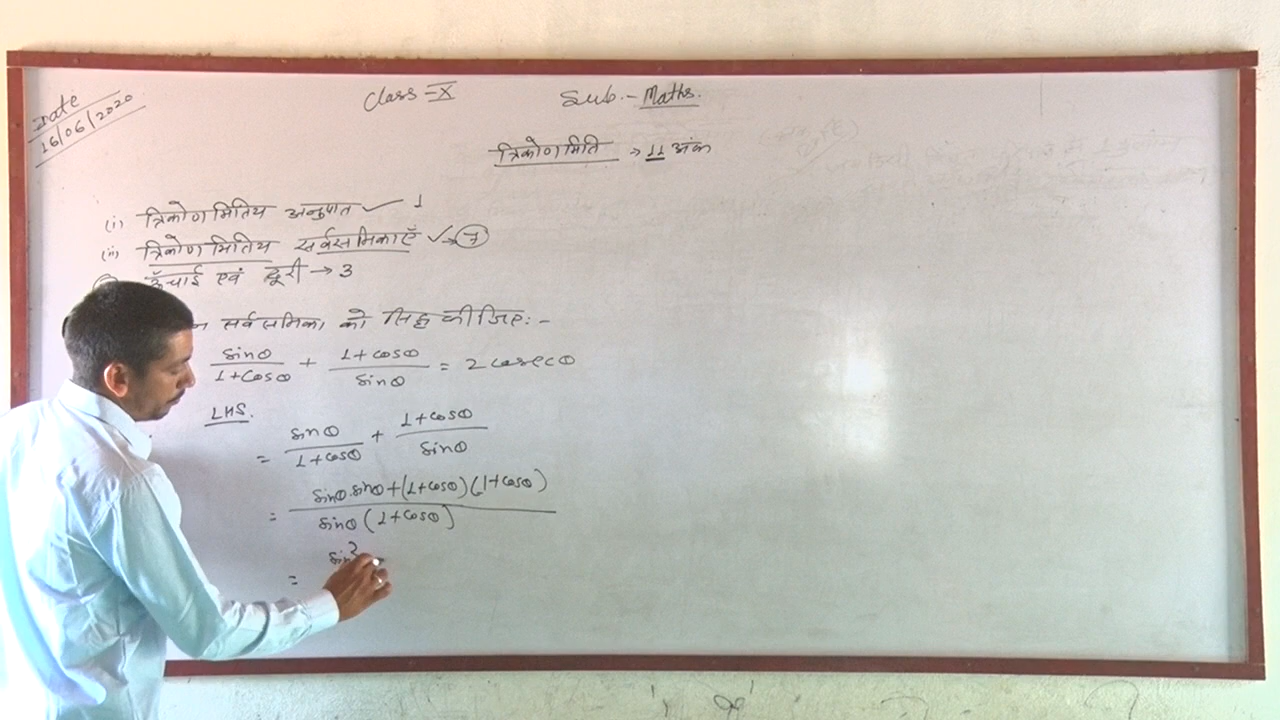 Date
16/06/2020
Class - X
Sub. - Maths.
त्रिकोणमिति → 11 अंक
(i) त्रिकोणमितिय अनुपात ✓ 1
(ii) त्रिकोणमितिय सर्वसमिकाएँ ✓ → 7
ऊँचाई एवं दूरी → 3
सर्वसमिका को सिद्ध कीजिए :-
sinθ/1+cosθ + 1+cosθ/sinθ = 2cosecθ
LHS.
= sinθ/1+cosθ + 1+cosθ/sinθ
= sinθ.sinθ+(1+cosθ)(1+cosθ)/sinθ(1+cosθ)
= sin²